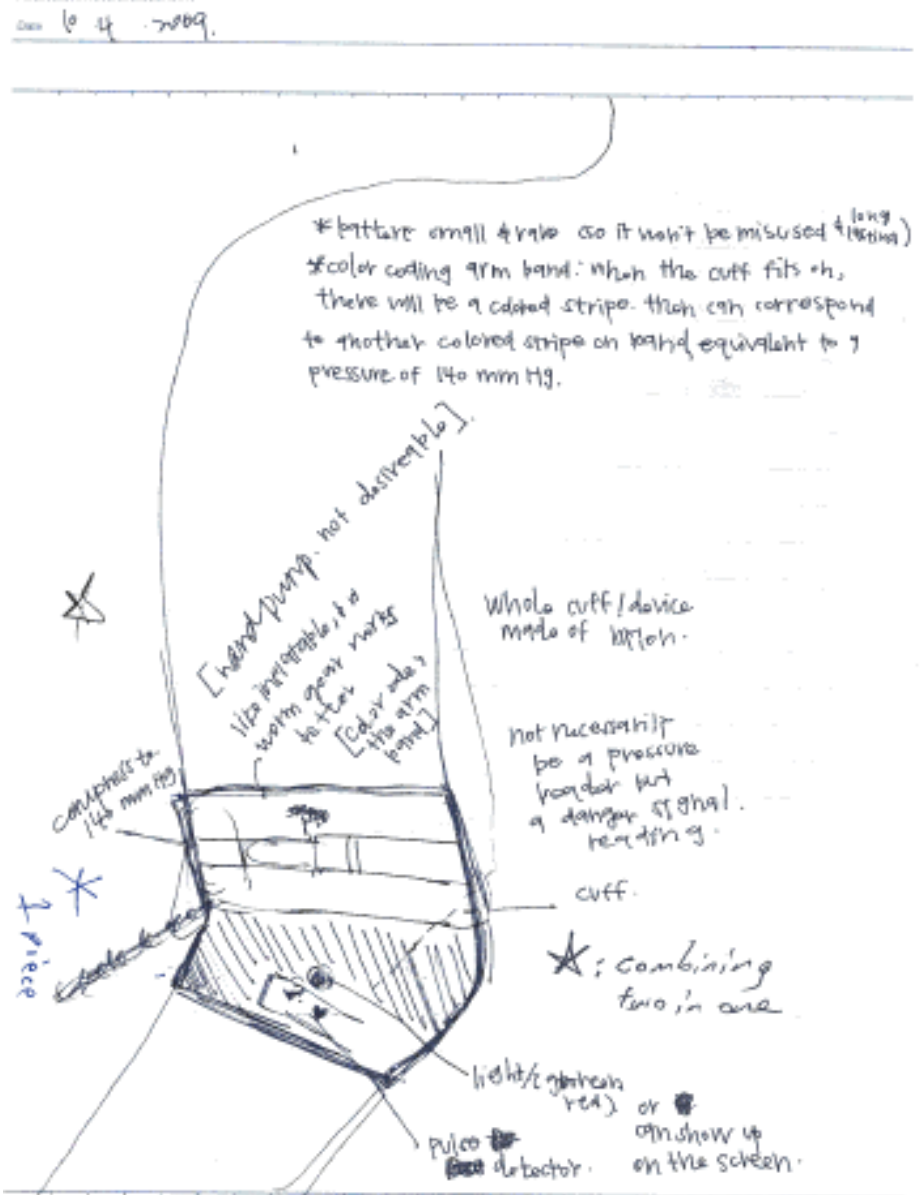 Date 10 4 . 2009.
* battery small & rare so it won't be misused & long lasting)
* color coding arm band: when the cuff fits on,
there will be a colored stripe. then can correspond
to another colored stripe on band equivalent to a
pressure of 140 mm Hg.
[hand pump. not desireable].
like inflatable, it's
worm gear works
better
[color codes
the arm
band]
Whole cuff/device
made of
not necessarily
be a pressure
reader but
a danger signal.
reading.
compress to
140 mm Hg
cuff.
* 1 piece
: combining
two in one
light/(green
red)
or
can show up
on the screen.
pulse
detector.